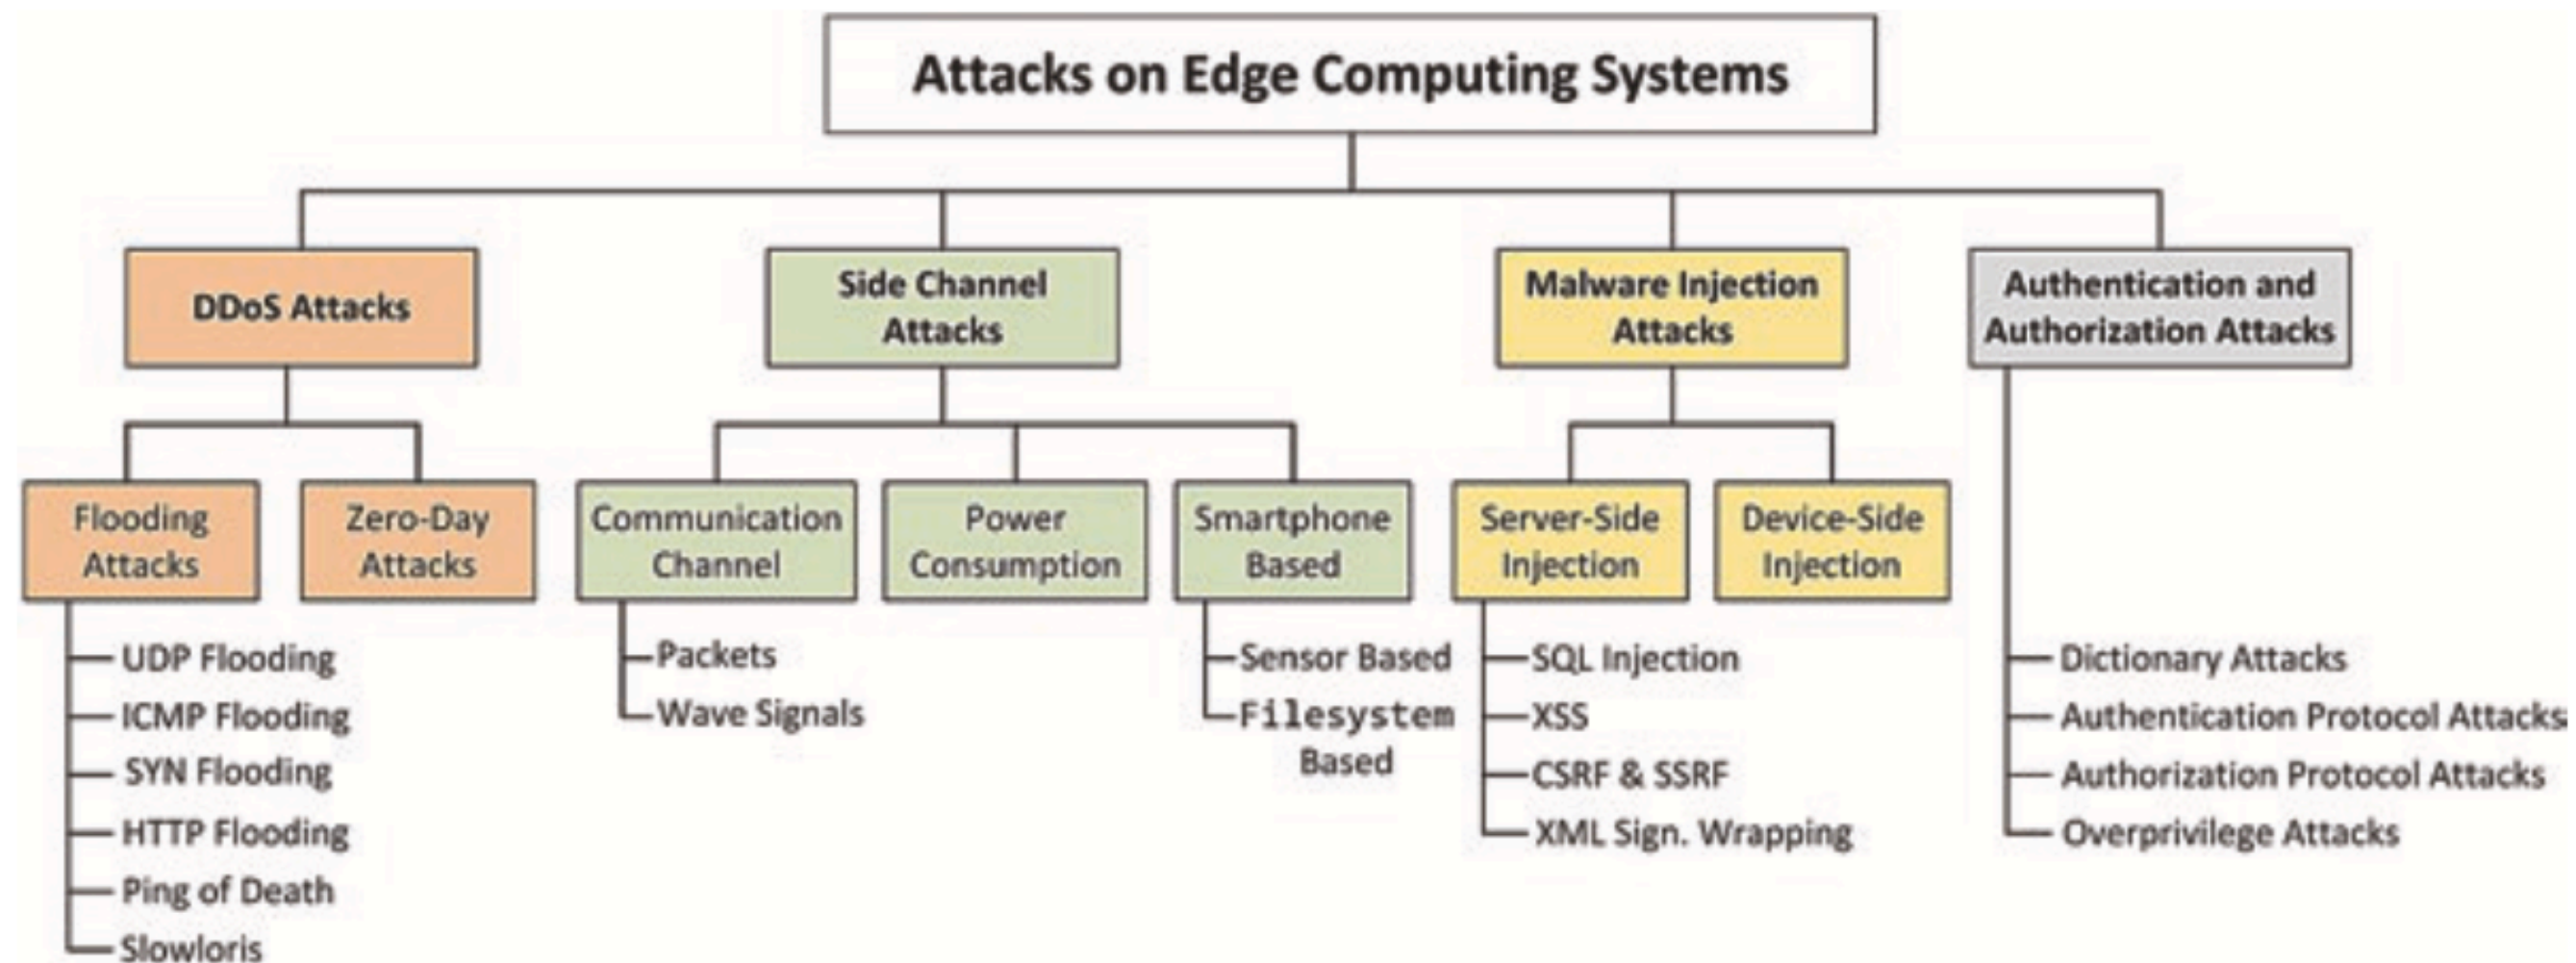 Attacks on Edge Computing Systems
DDoS Attacks
Side Channel
Attacks
Malware Injection
Attacks
Authentication and
Authorization Attacks
Flooding
Attacks
Zero-Day
Attacks
Communication
Channel
Power
Consumption
Smartphone
Based
Server-Side
Injection
Device-Side
Injection
UDP Flooding
ICMP Flooding
SYN Flooding
HTTP Flooding
Ping of Death
Slowloris
Packets
Wave Signals
Sensor Based
Filesystem
Based
SQL Injection
XSS
CSRF & SSRF
XML Sign. Wrapping
Dictionary Attacks
Authentication Protocol Attacks
Authorization Protocol Attacks
Overprivilege Attacks